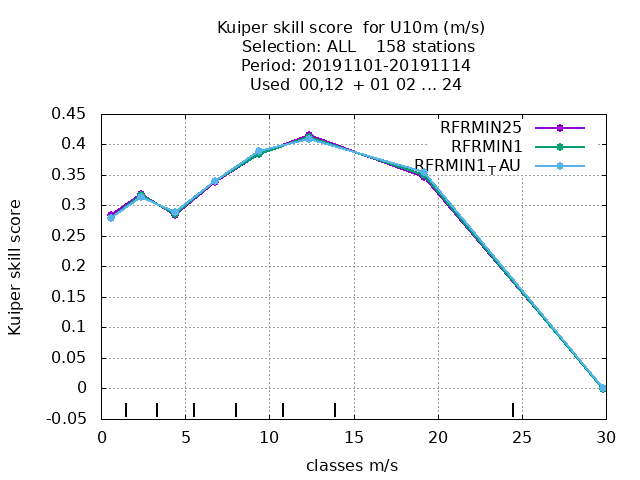 Kuiper skill score  for U10m (m/s)
Selection: ALL    158 stations
Period: 20191101-20191114
Used  00,12  + 01 02 ... 24
0.45
0.4
0.35
0.3
0.25
0.2
0.15
0.1
0.05
0
-0.05
Kuiper skill score
RFRMIN25
RFRMIN1
RFRMIN1TAU
0 5 10 15 20 25 30
classes m/s